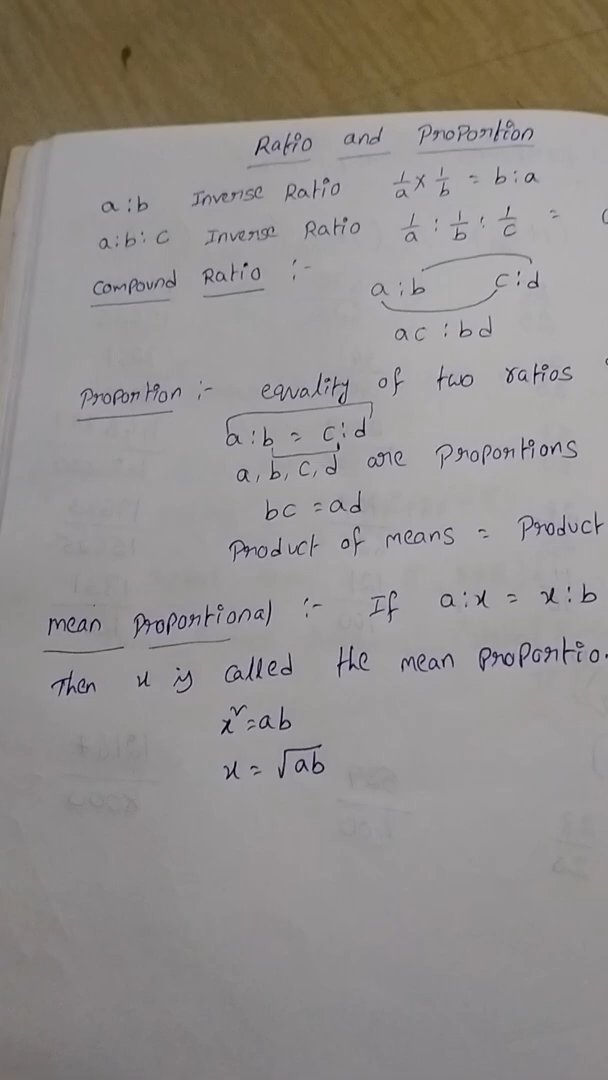 Ratio and Proportion
a:b Inverse Ratio 1/a × 1/b = b:a
a:b:c Inverse Ratio 1/a : 1/b : 1/c =
Compound Ratio :- a:b c:d
ac : bd
Proportion :- equality of two ratios
a:b = c:d
a, b, c, d are Proportions
bc = ad
Product of means = Product
mean proportional :- If a:x = x:b
Then x is called the mean proportio
x² = ab
x = √ab